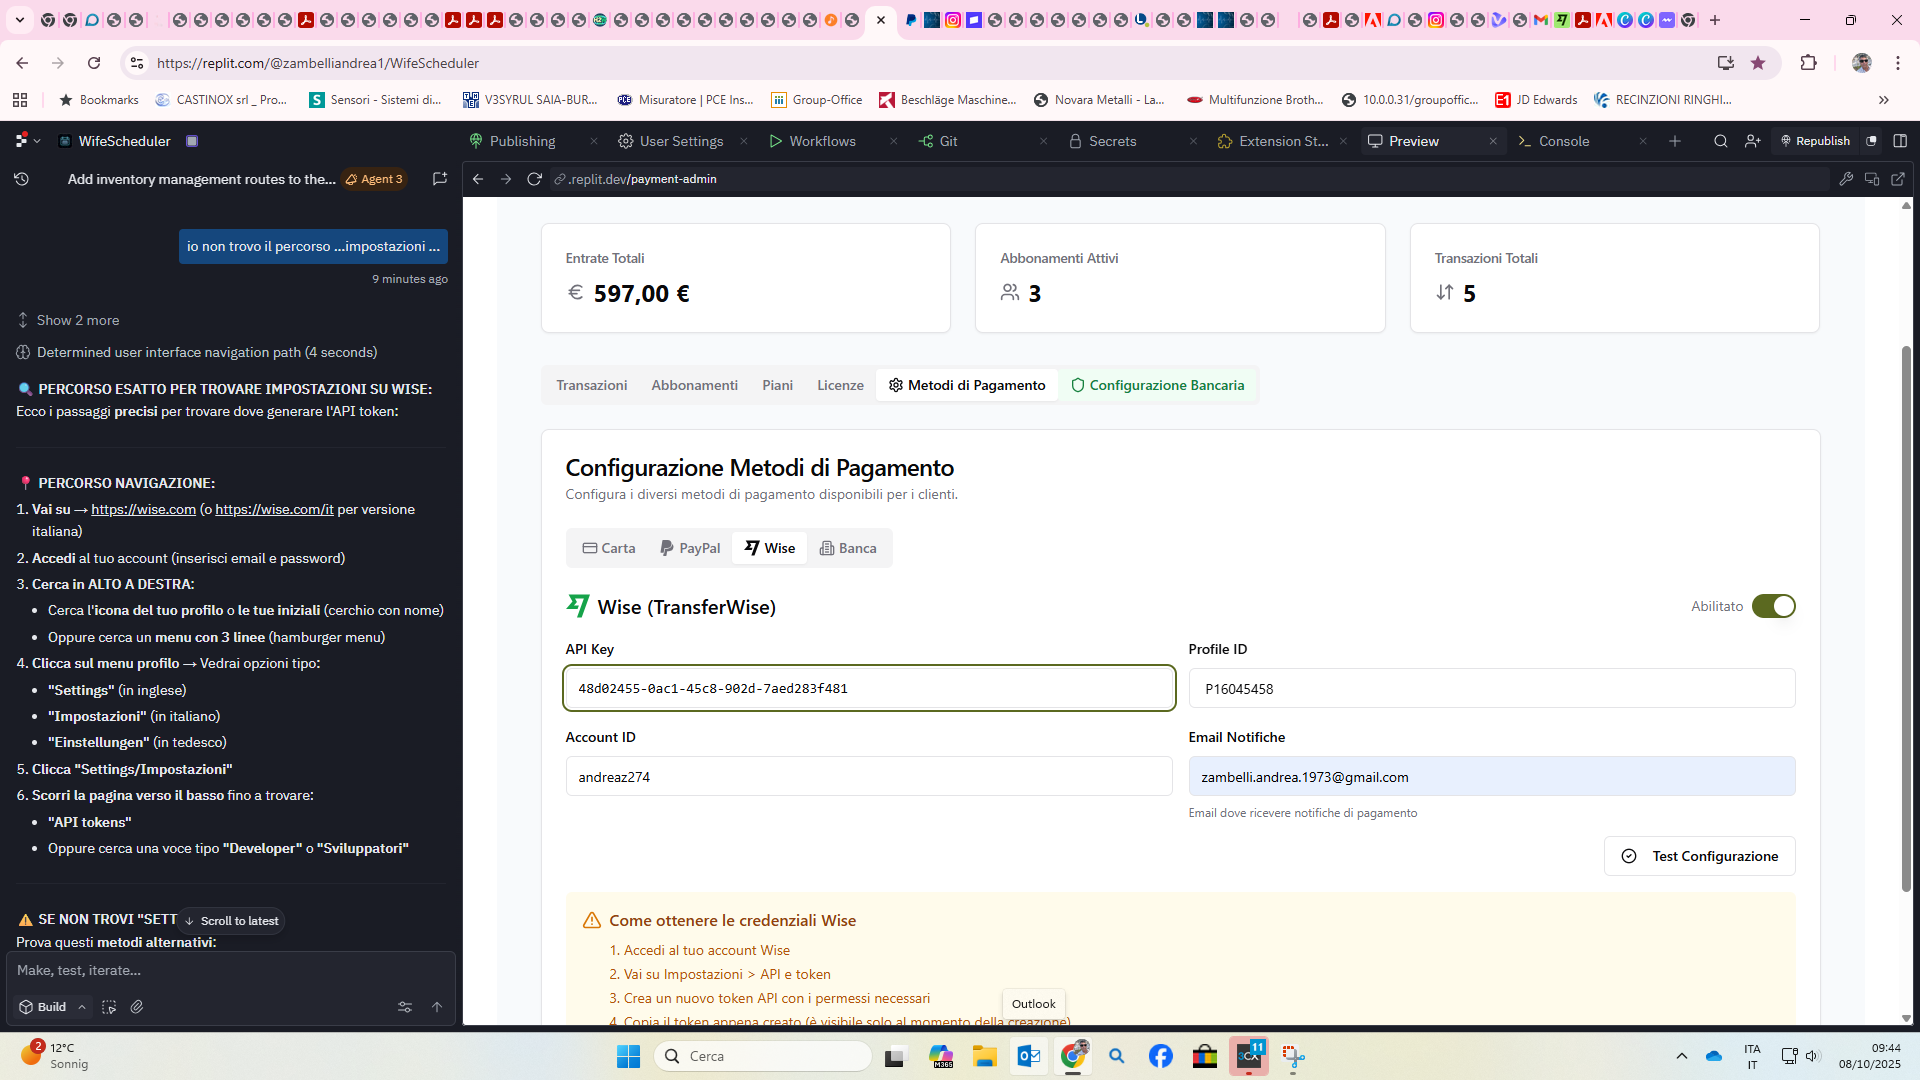 https://replit.com/@zambelliandrea1/WifeScheduler
Bookmarks
CASTINOX srl _ Pro...
Sensori - Sistemi di...
V3SYRUL SAIA-BUR...
Misuratore | PCE Ins...
Group-Office
Beschläge Maschine...
Novara Metalli - La...
Multifunzione Broth...
10.0.0.31/groupoffic...
JD Edwards
RECINZIONI RINGHI...
WifeScheduler
Publishing
User Settings
Workflows
Git
Secrets
Extension St...
Preview
Console
Republish
Add inventory management routes to the...
Agent 3
.replit.dev/payment-admin
io non trovo il percorso ...impostazioni ...
9 minutes ago
Show 2 more
Determined user interface navigation path (4 seconds)
PERCORSO ESATTO PER TROVARE IMPOSTAZIONI SU WISE:
Ecco i passaggi precisi per trovare dove generare l'API token:
PERCORSO NAVIGAZIONE:
1. Vai su → https://wise.com (o https://wise.com/it per versione
italiana)
2. Accedi al tuo account (inserisci email e password)
3. Cerca in ALTO A DESTRA:
• Cerca l'icona del tuo profilo o le tue iniziali (cerchio con nome)
• Oppure cerca un menu con 3 linee (hamburger menu)
4. Clicca sul menu profilo → Vedrai opzioni tipo:
• "Settings" (in inglese)
• "Impostazioni" (in italiano)
• "Einstellungen" (in tedesco)
5. Clicca "Settings/Impostazioni"
6. Scorri la pagina verso il basso fino a trovare:
• "API tokens"
• Oppure cerca una voce tipo "Developer" o "Sviluppatori"
SE NON TROVI "SETT
Scroll to latest
Prova questi metodi alternativi:
Make, test, iterate...
Build
Entrate Totali
€ 597,00 €
Abbonamenti Attivi
3
Transazioni Totali
5
Transazioni
Abbonamenti
Piani
Licenze
Metodi di Pagamento
Configurazione Bancaria
Configurazione Metodi di Pagamento
Configura i diversi metodi di pagamento disponibili per i clienti.
Carta
PayPal
Wise
Banca
Wise (TransferWise)
Abilitato
API Key
Profile ID
48d02455-0ac1-45c8-902d-7aed283f481
P16045458
Account ID
Email Notifiche
andreaz274
zambelli.andrea.1973@gmail.com
Email dove ricevere notifiche di pagamento
Test Configurazione
Come ottenere le credenziali Wise
1. Accedi al tuo account Wise
2. Vai su Impostazioni > API e token
3. Crea un nuovo token API con i permessi necessari
4. Copia il token appena creato (è visibile solo al momento della creazione)
Outlook
2
12°C
Sonnig
Cerca
M365
3CX
11
ITA
IT
09:44
08/10/2025